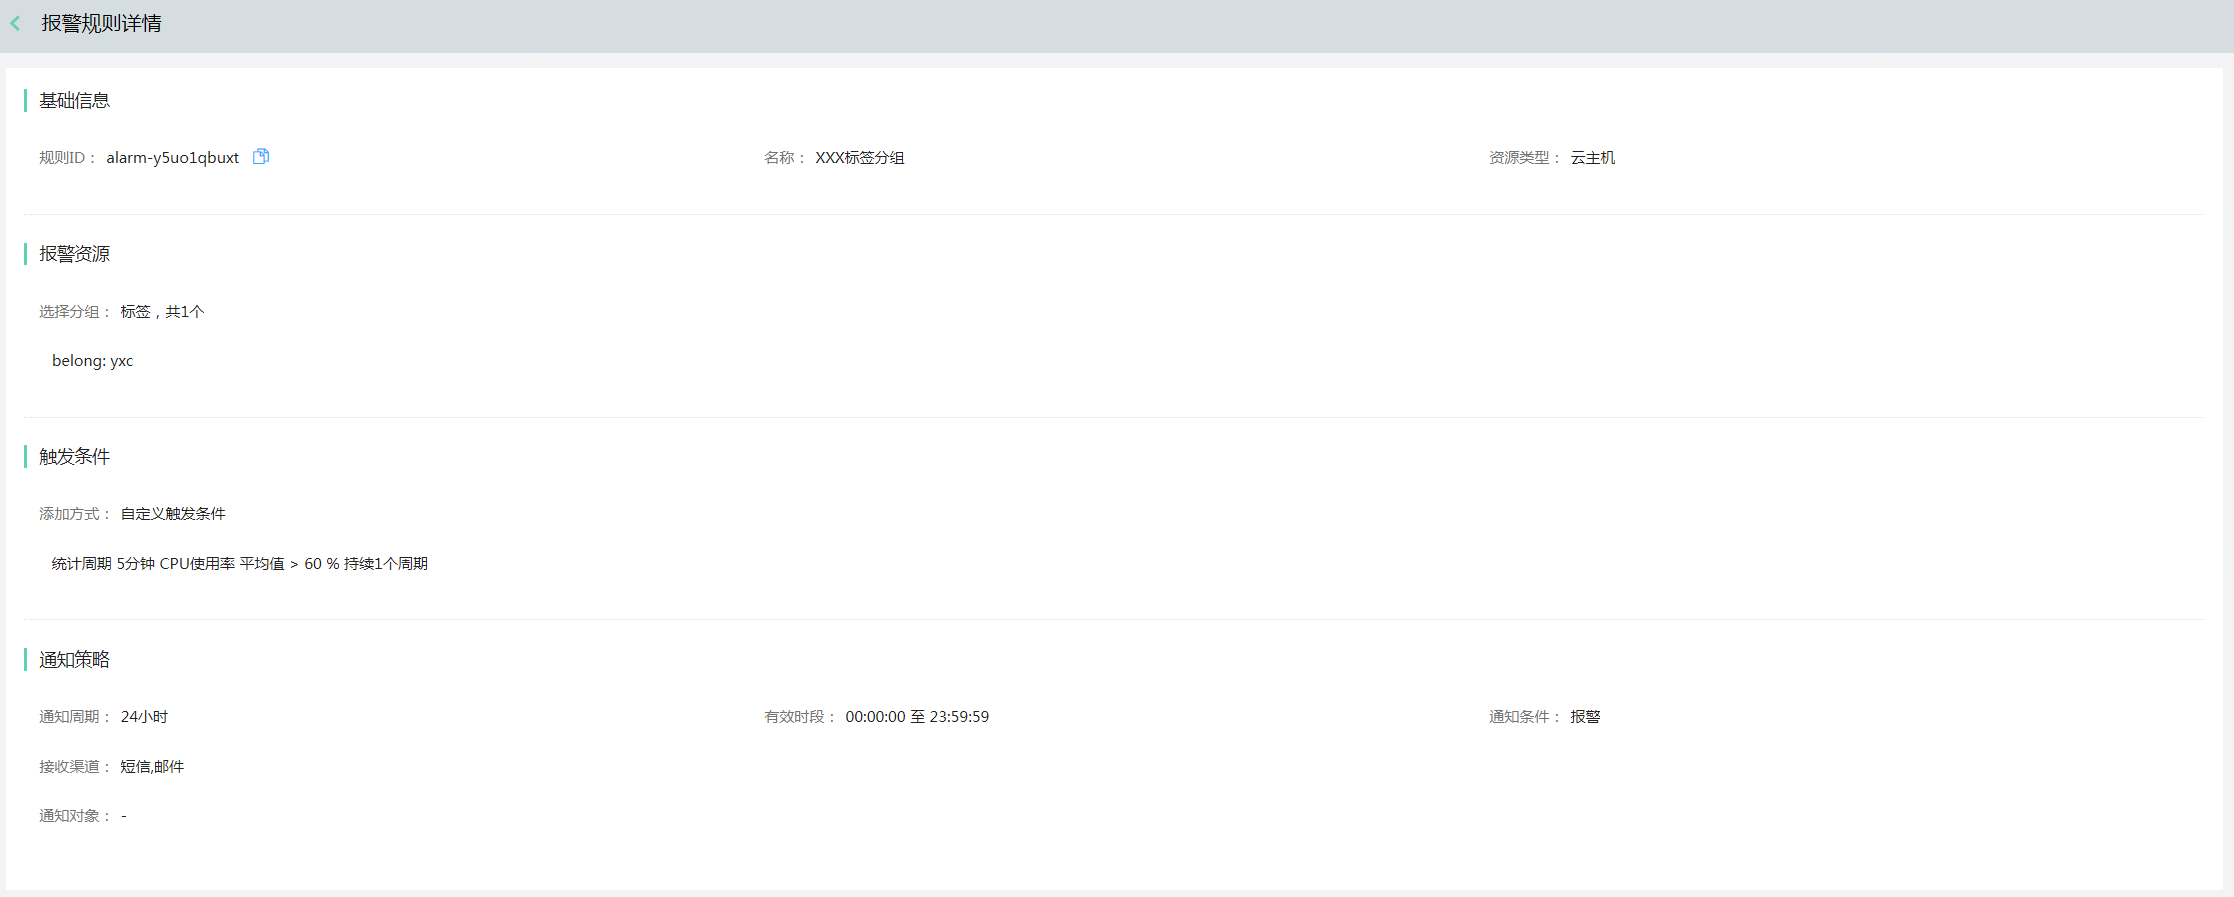 报警规则详情
基础信息
规则ID： alarm-y5uo1qbuxt 名称： XXX标签分组 资源类型： 云主机
报警资源
选择分组： 标签，共1个
belong: yxc
触发条件
添加方式： 自定义触发条件
统计周期 5分钟 CPU使用率 平均值 > 60 % 持续1个周期
通知策略
通知周期： 24小时 有效时段： 00:00:00 至 23:59:59 通知条件： 报警
接收渠道： 短信,邮件
通知对象： -